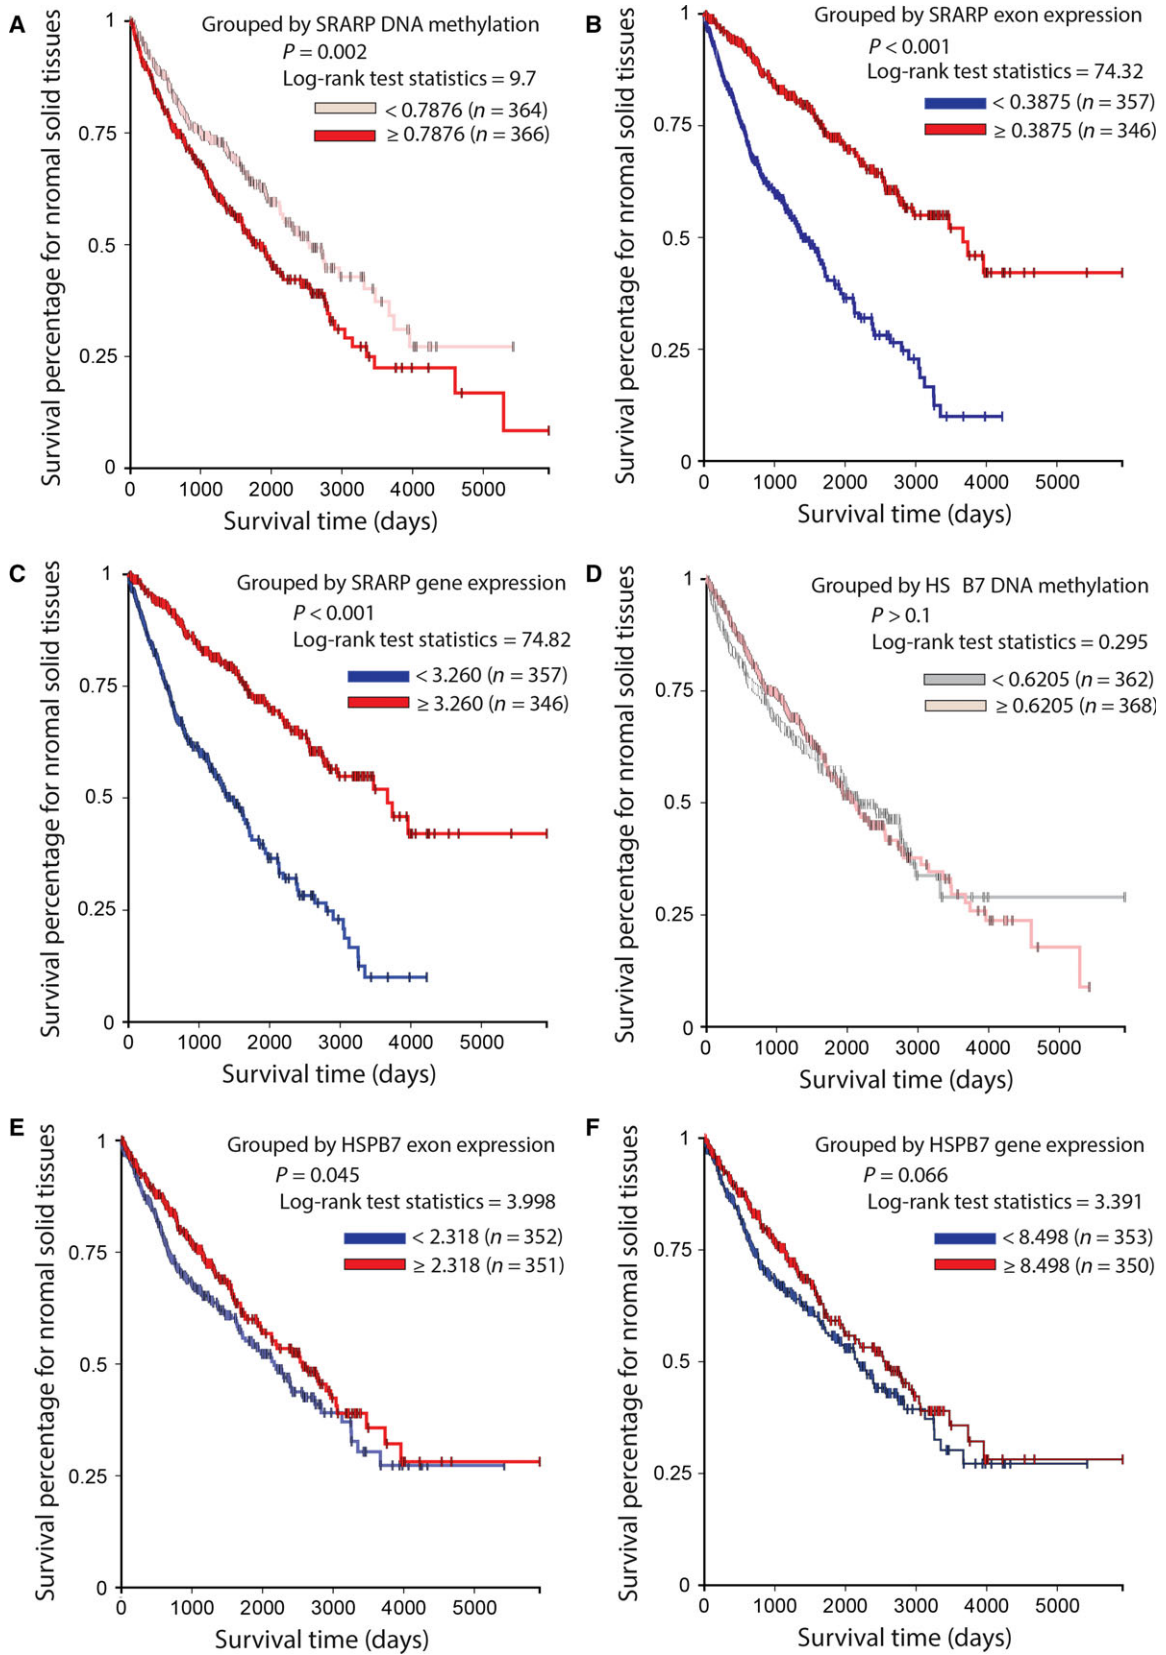 A
Survival percentage for nromal solid tissues
Grouped by SRARP DNA methylation
P = 0.002
Log-rank test statistics = 9.7
< 0.7876 (n = 364)
≥ 0.7876 (n = 366)
1
0.75
0.5
0.25
0
0 1000 2000 3000 4000 5000
Survival time (days)
B
Survival percentage for nromal solid tissues
Grouped by SRARP exon expression
P < 0.001
Log-rank test statistics = 74.32
< 0.3875 (n = 357)
≥ 0.3875 (n = 346)
1
0.75
0.5
0.25
0
0 1000 2000 3000 4000 5000
Survival time (days)
C
Survival percentage for nromal solid tissues
Grouped by SRARP gene expression
P < 0.001
Log-rank test statistics = 74.82
< 3.260 (n = 357)
≥ 3.260 (n = 346)
1
0.75
0.5
0.25
0
0 1000 2000 3000 4000 5000
Survival time (days)
D
Survival percentage for nromal solid tissues
Grouped by HS B7 DNA methylation
P > 0.1
Log-rank test statistics = 0.295
< 0.6205 (n = 362)
≥ 0.6205 (n = 368)
1
0.75
0.5
0.25
0
0 1000 2000 3000 4000 5000
Survival time (days)
E
Survival percentage for nromal solid tissues
Grouped by HSPB7 exon expression
P = 0.045
Log-rank test statistics = 3.998
< 2.318 (n = 352)
≥ 2.318 (n = 351)
1
0.75
0.5
0.25
0
0 1000 2000 3000 4000 5000
Survival time (days)
F
Survival percentage for nromal solid tissues
Grouped by HSPB7 gene expression
P = 0.066
Log-rank test statistics = 3.391
< 8.498 (n = 353)
≥ 8.498 (n = 350)
1
0.75
0.5
0.25
0
0 1000 2000 3000 4000 5000
Survival time (days)